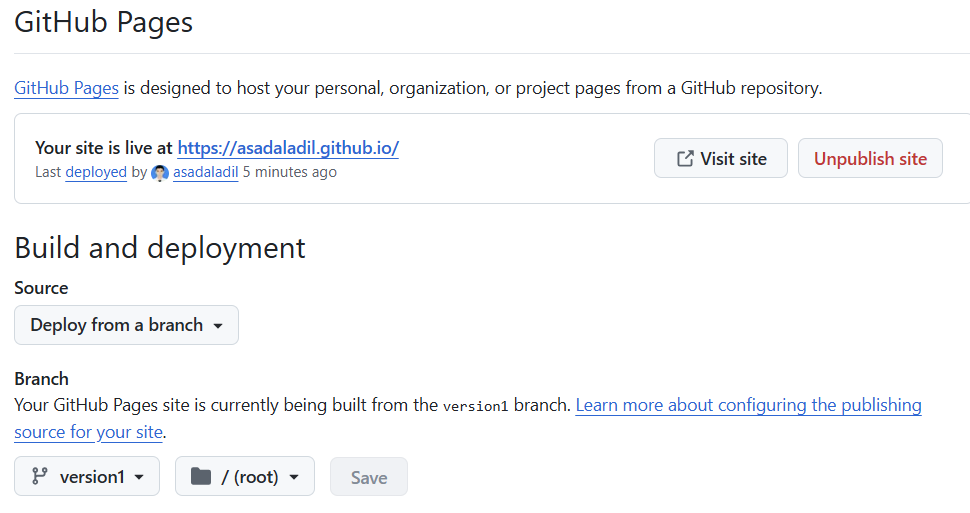 GitHub Pages
GitHub Pages is designed to host your personal, organization, or project pages from a GitHub repository.
Your site is live at https://asadaladil.github.io/
Last deployed by asadaladil 5 minutes ago
Visit site
Unpublish site
Build and deployment
Source
Deploy from a branch
Branch
Your GitHub Pages site is currently being built from the version1 branch. Learn more about configuring the publishing
source for your site.
version1
/ (root)
Save